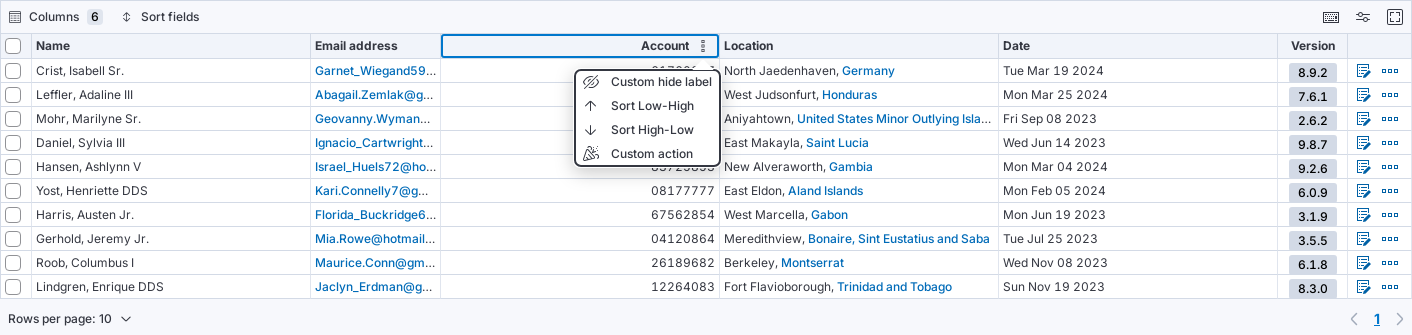 Columns 6 Sort fields
Name Email address Account Location Date Version
Crist, Isabell Sr. Garnet_Wiegand59... North Jaedenhaven, Germany Tue Mar 19 2024 8.9.2
Custom hide label
Leffler, Adaline III Abagail.Zemlak@g... West Judsonfurt, Honduras Mon Mar 25 2024 7.6.1
Sort Low-High
Mohr, Marilyne Sr. Geovanny.Wyman... Aniyahtown, United States Minor Outlying Isla... Fri Sep 08 2023 2.6.2
Sort High-Low
Daniel, Sylvia III Ignacio_Cartwright... East Makayla, Saint Lucia Wed Jun 14 2023 9.8.7
Custom action
Hansen, Ashlynn V Israel_Huels72@ho... New Alveraworth, Gambia Mon Mar 04 2024 9.2.6
Yost, Henriette DDS Kari.Connelly7@g... 08177777 East Eldon, Aland Islands Mon Feb 05 2024 6.0.9
Harris, Austen Jr. Florida_Buckridge6... 67562854 West Marcella, Gabon Mon Jun 19 2023 3.1.9
Gerhold, Jeremy Jr. Mia.Rowe@hotmail... 04120864 Meredithview, Bonaire, Sint Eustatius and Saba Tue Jul 25 2023 3.5.5
Roob, Columbus I Maurice.Conn@gm... 26189682 Berkeley, Montserrat Wed Nov 08 2023 6.1.8
Lindgren, Enrique DDS Jaclyn_Erdman@g... 12264083 Fort Flavioborough, Trinidad and Tobago Sun Nov 19 2023 8.3.0
Rows per page: 10 1